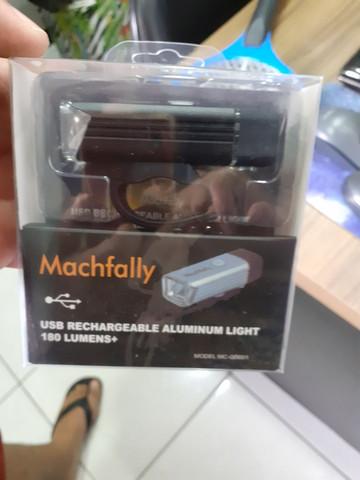 Machfally
USB RECHARGEABLE ALUMINUM LIGHT
180 LUMENS+